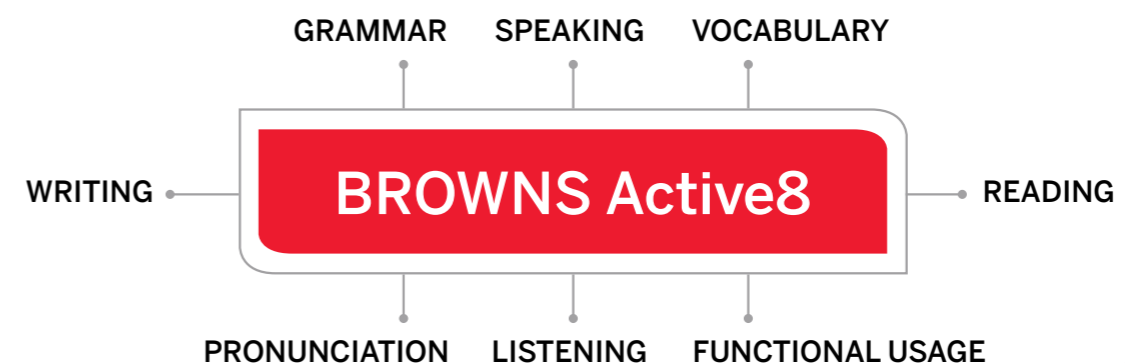 GRAMMAR SPEAKING VOCABULARY
WRITING BROWNS Active8 READING
PRONUNCIATION LISTENING FUNCTIONAL USAGE